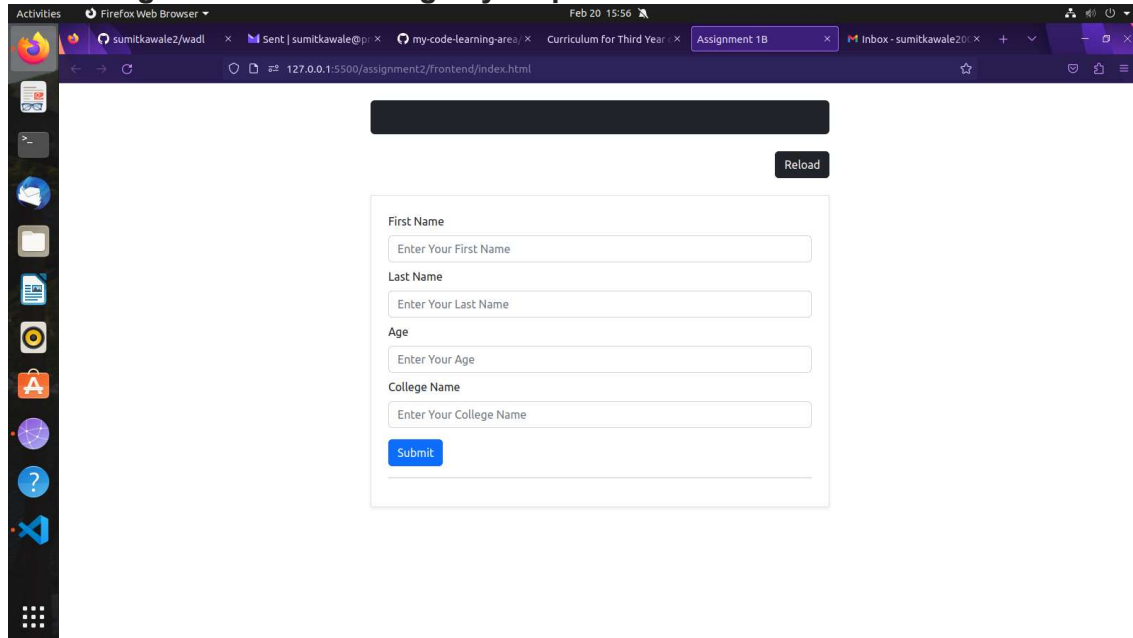 Activities Firefox Web Browser Feb 20 15:56
sumitkawale2/wadl × Sent | sumitkawale@pr × my-code-learning-area/ × Curriculum for Third Year × Assignment 1B × Inbox - sumitkawale200 × +
127.0.0.1:5500/assignment2/frontend/index.html
Reload
First Name
Enter Your First Name
Last Name
Enter Your Last Name
Age
Enter Your Age
College Name
Enter Your College Name
Submit